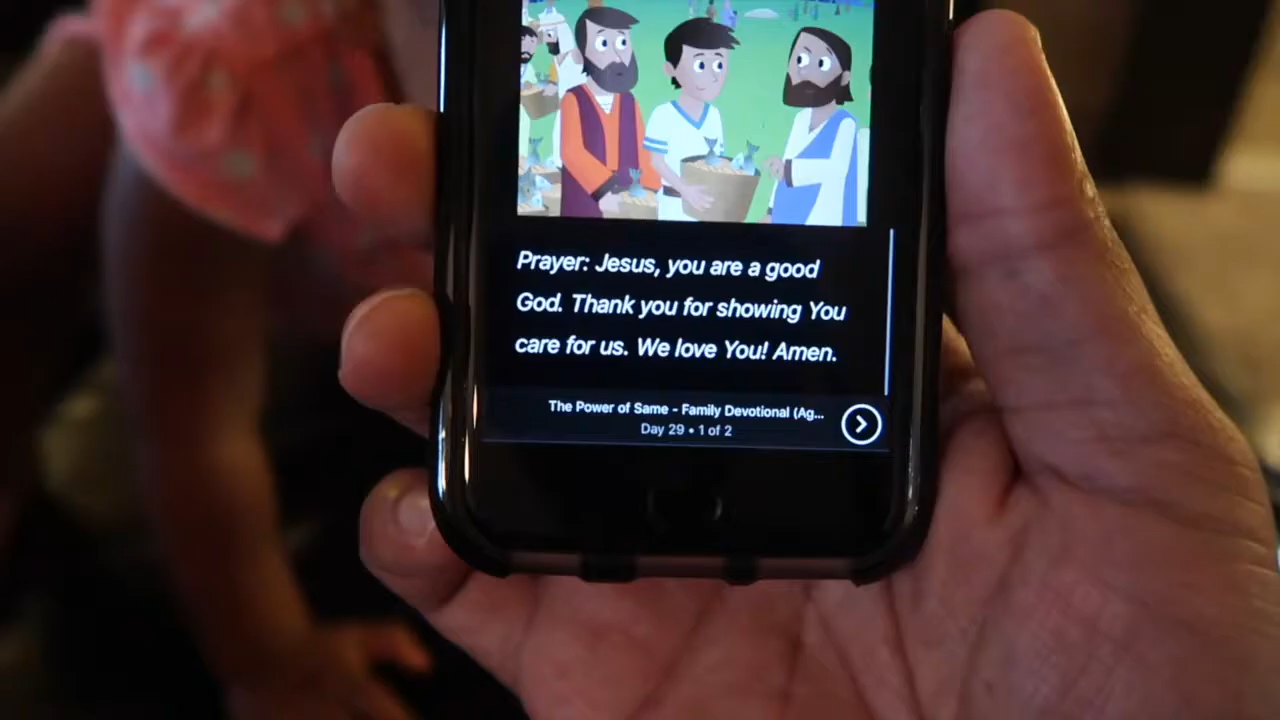 Prayer: Jesus, you are a good
God. Thank you for showing You
care for us. We love You! Amen.
The Power of Same - Family Devotional (Ag...
Day 29 • 1 of 2